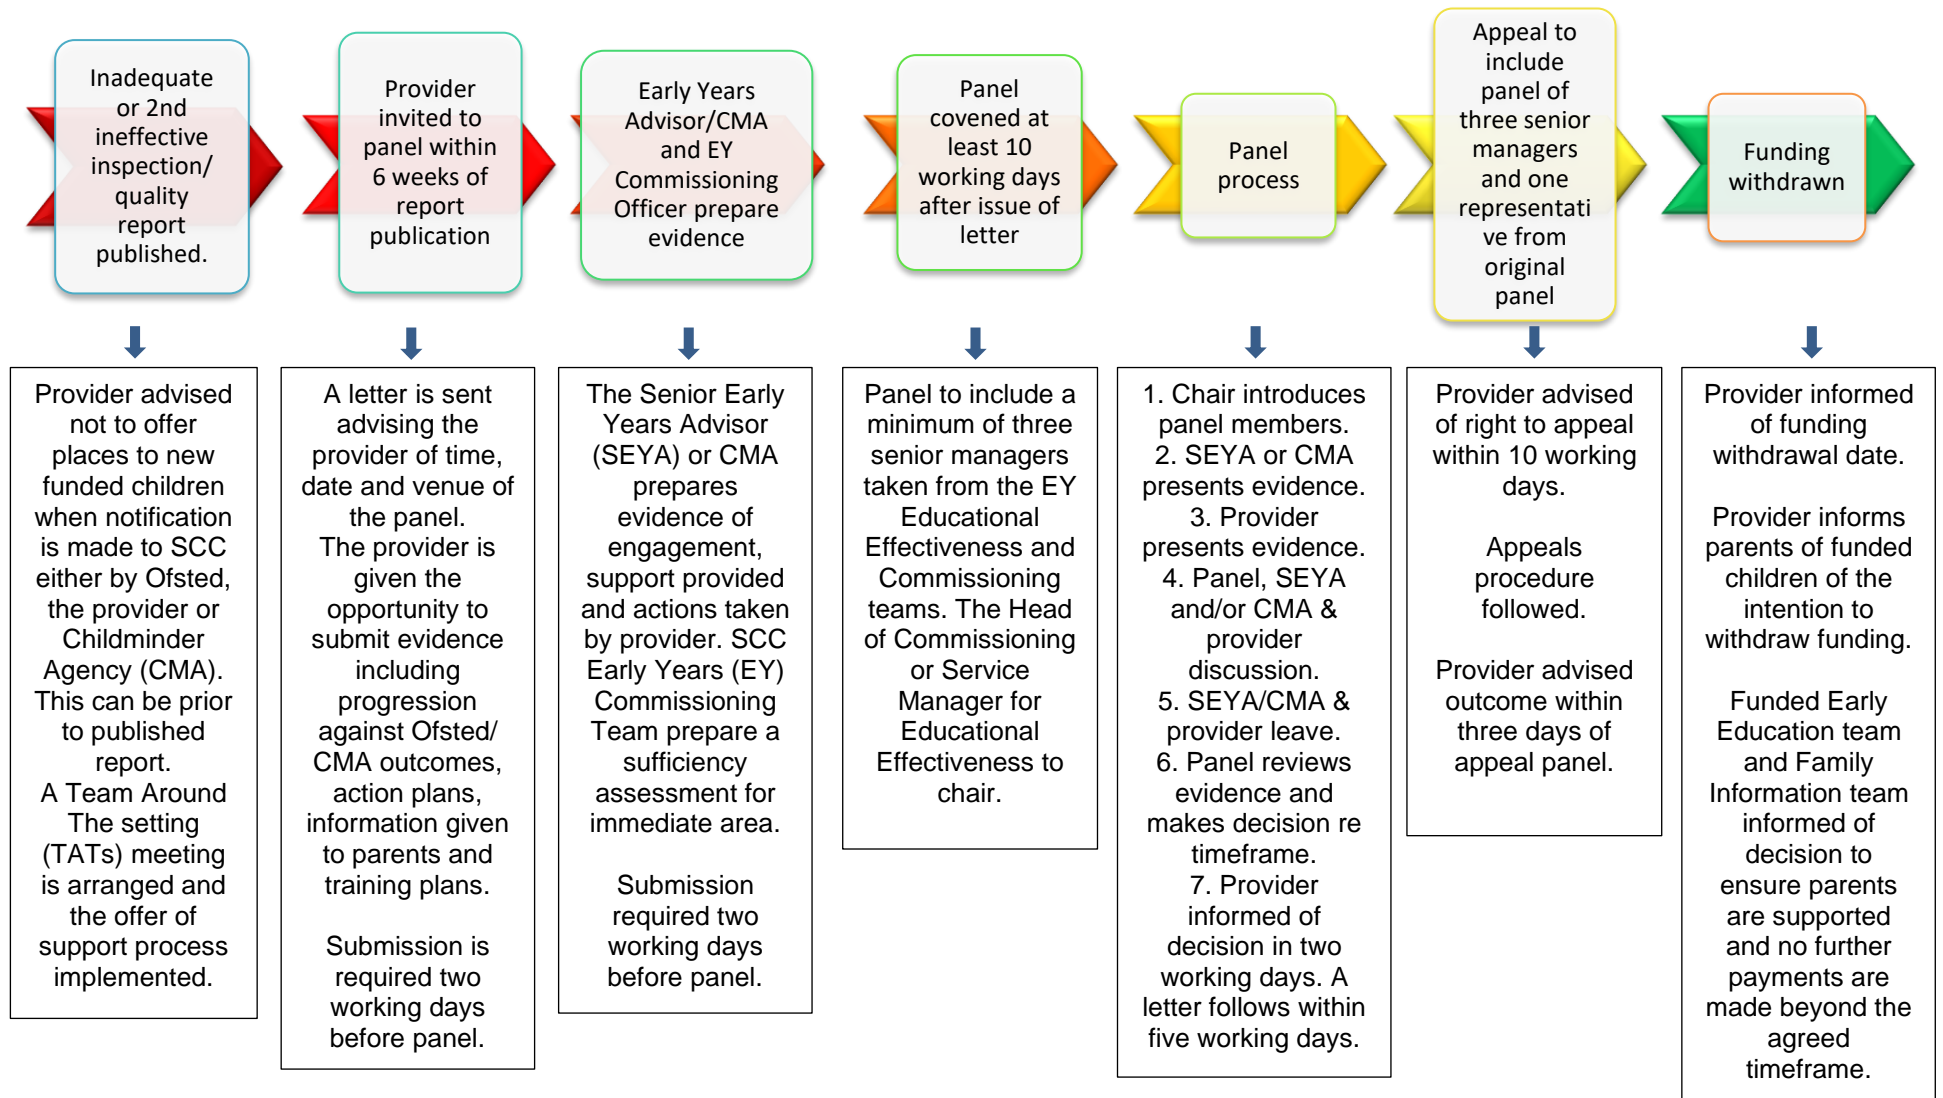 Inadequate
or 2nd
ineffective
inspection/
quality
report
published.
Provider
invited to
panel within
6 weeks of
report
publication
Early Years
Advisor/CMA
and EY
Commissioning
Officer prepare
evidence
Panel
covened at
least 10
working days
after issue of
letter
Panel
process
Appeal to
include
panel of
three senior
managers
and one
representati
ve from
original
panel
Funding
withdrawn
Provider advised
not to offer
places to new
funded children
when notification
is made to SCC
either by Ofsted,
the provider or
Childminder
Agency (CMA).
This can be prior
to published
report.
A Team Around
The setting
(TATs) meeting
is arranged and
the offer of
support process
implemented.
A letter is sent
advising the
provider of time,
date and venue of
the panel.
The provider is
given the
opportunity to
submit evidence
including
progression
against Ofsted/
CMA outcomes,
action plans,
information given
to parents and
training plans.
Submission is
required two
working days
before panel.
The Senior Early
Years Advisor
(SEYA) or CMA
prepares
evidence of
engagement,
support provided
and actions taken
by provider. SCC
Early Years (EY)
Commissioning
Team prepare a
sufficiency
assessment for
immediate area.
Submission
required two
working days
before panel.
Panel to include a
minimum of three
senior managers
taken from the EY
Educational
Effectiveness and
Commissioning
teams. The Head
of Commissioning
or Service
Manager for
Educational
Effectiveness to
chair.
1. Chair introduces
panel members.
2. SEYA or CMA
presents evidence.
3. Provider
presents evidence.
4. Panel, SEYA
and/or CMA &
provider
discussion.
5. SEYA/CMA &
provider leave.
6. Panel reviews
evidence and
makes decision re
timeframe.
7. Provider
informed of
decision in two
working days. A
letter follows within
five working days.
Provider advised
of right to appeal
within 10 working
days.
Appeals
procedure
followed.
Provider advised
outcome within
three days of
appeal panel.
Provider informed
of funding
withdrawal date.
Provider informs
parents of funded
children of the
intention to
withdraw funding.
Funded Early
Education team
and Family
Information team
informed of
decision to
ensure parents
are supported
and no further
payments are
made beyond the
agreed
timeframe.